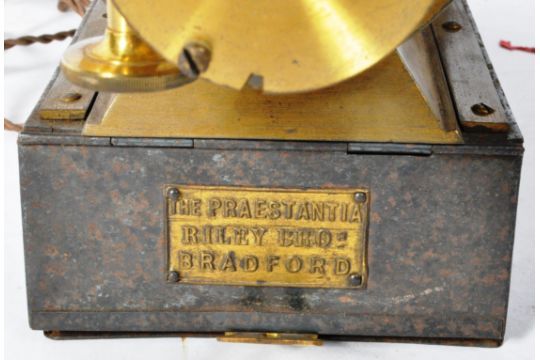 THE PRAESTANTIA
RILEY BROS
BRADFORD